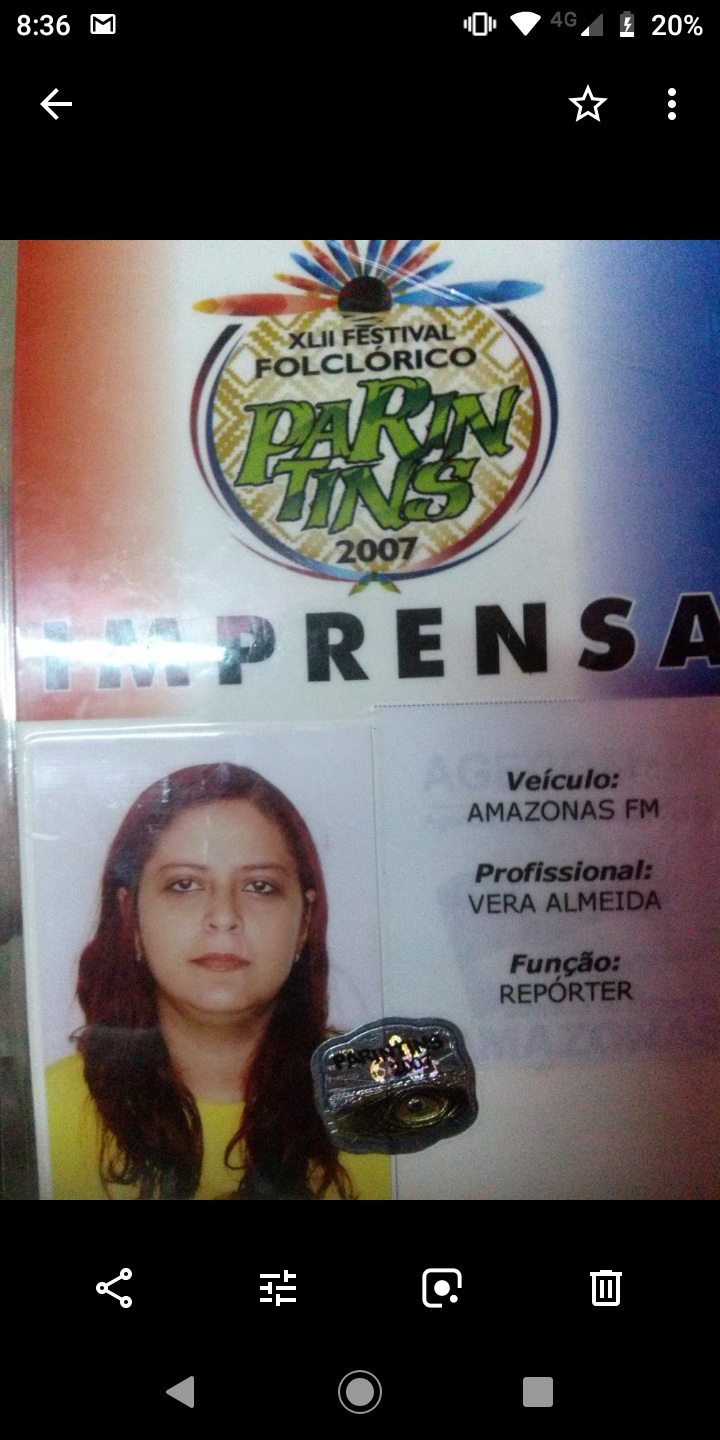 8:36
4G
20%
XLII FESTIVAL
FOLCLÓRICO
PARIN
TINS
2007
IMPRENSA
Veículo:
AMAZONAS FM
Profissional:
VERA ALMEIDA
Função:
REPÓRTER
PARINTINS
2007